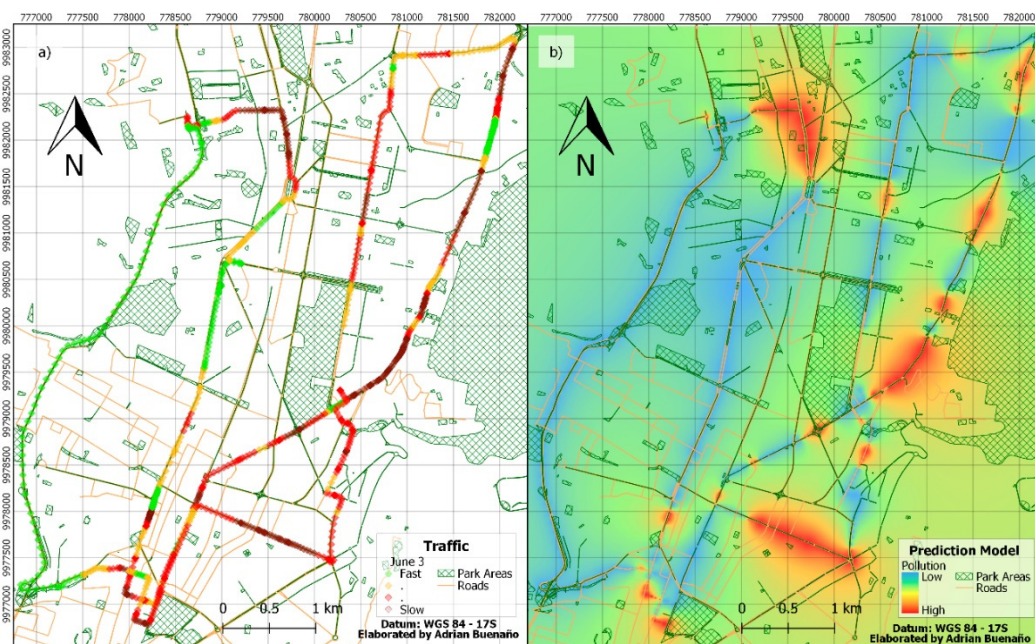 777000 777500 778000 778500 779000 779500 780000 780500 781000 781500 782000
777000 777500 778000 778500 779000 779500 780000 780500 781000 781500 782000
9983000
9982500
9982000
9981500
9981000
9980500
9980000
9979500
9979000
9978500
9978000
9977500
9977000
a)
N
Traffic
June 3
Fast
Slow
Park Areas
Roads
0 0.5 1 km
Datum: WGS 84 - 17S
Elaborated by Adrian Buenaño
b)
N
Prediction Model
Pollution
Low
High
Park Areas
Roads
0 0.5 1 km
Datum: WGS 84 - 17S
Elaborated by Adrian Buenaño